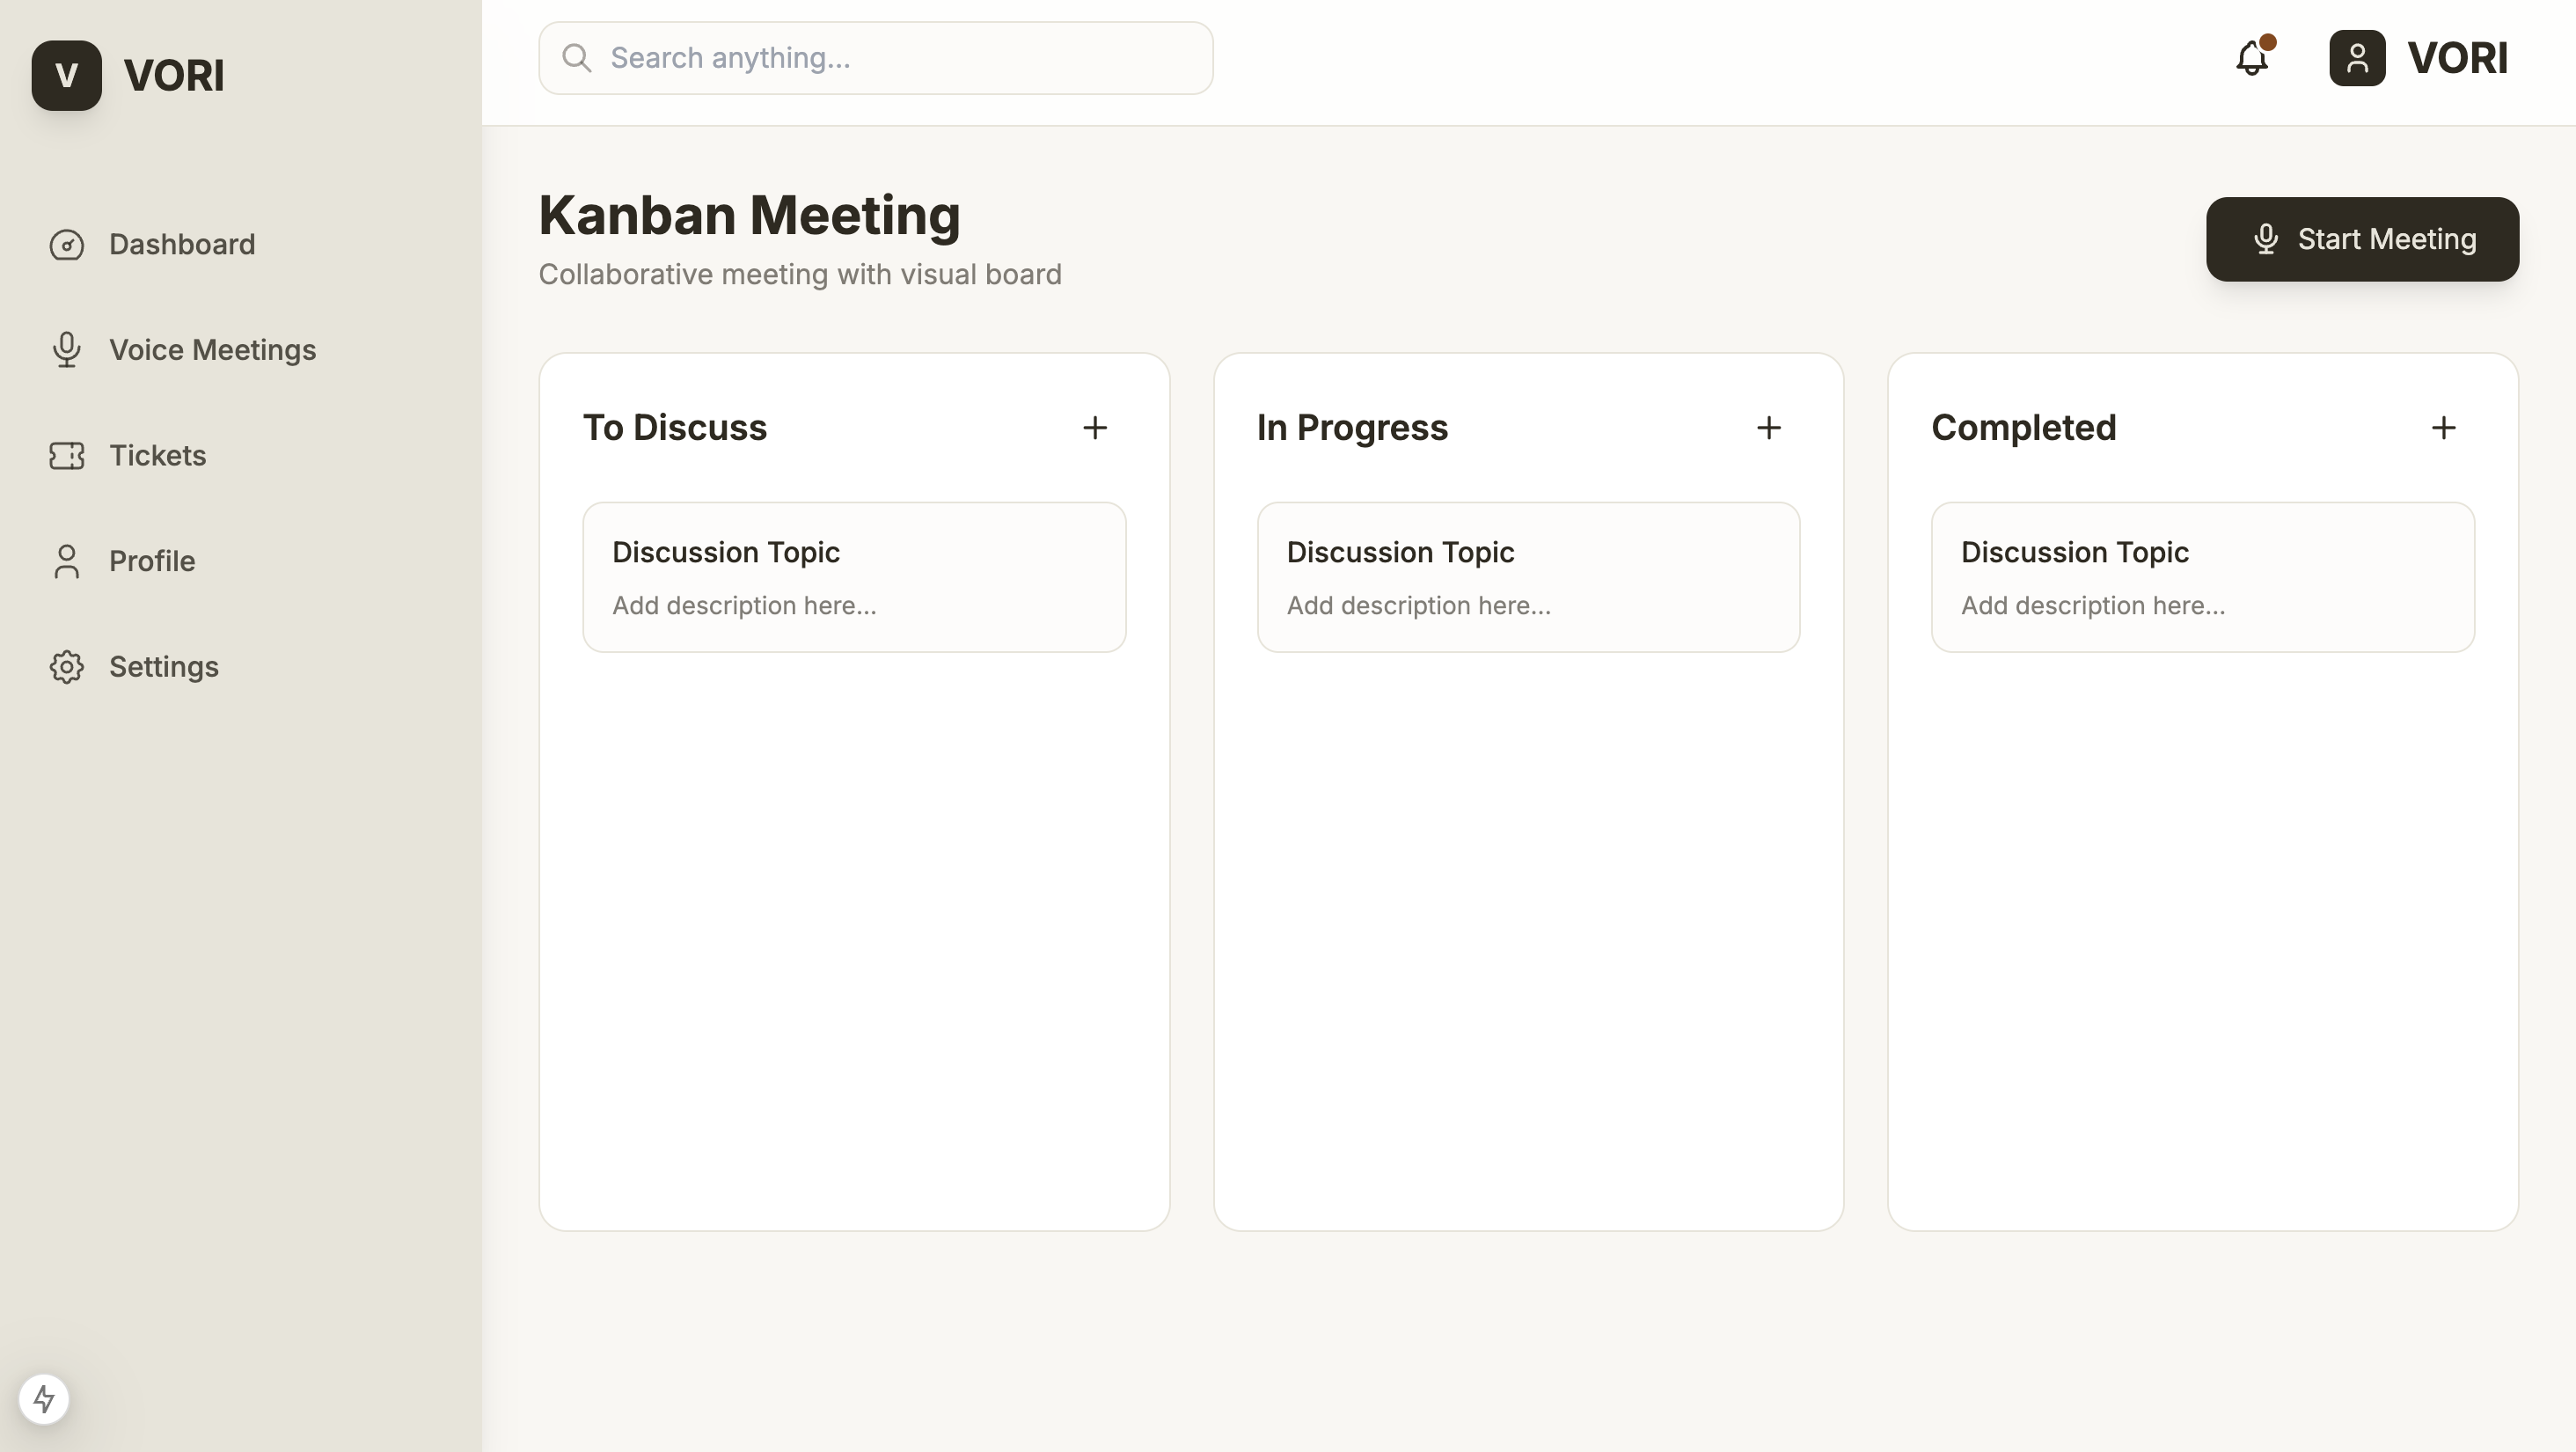 V VORI
Dashboard
Voice Meetings
Tickets
Profile
Settings
Search anything...
VORI
Kanban Meeting
Collaborative meeting with visual board
Start Meeting
To Discuss
Discussion Topic
Add description here...
In Progress
Discussion Topic
Add description here...
Completed
Discussion Topic
Add description here...